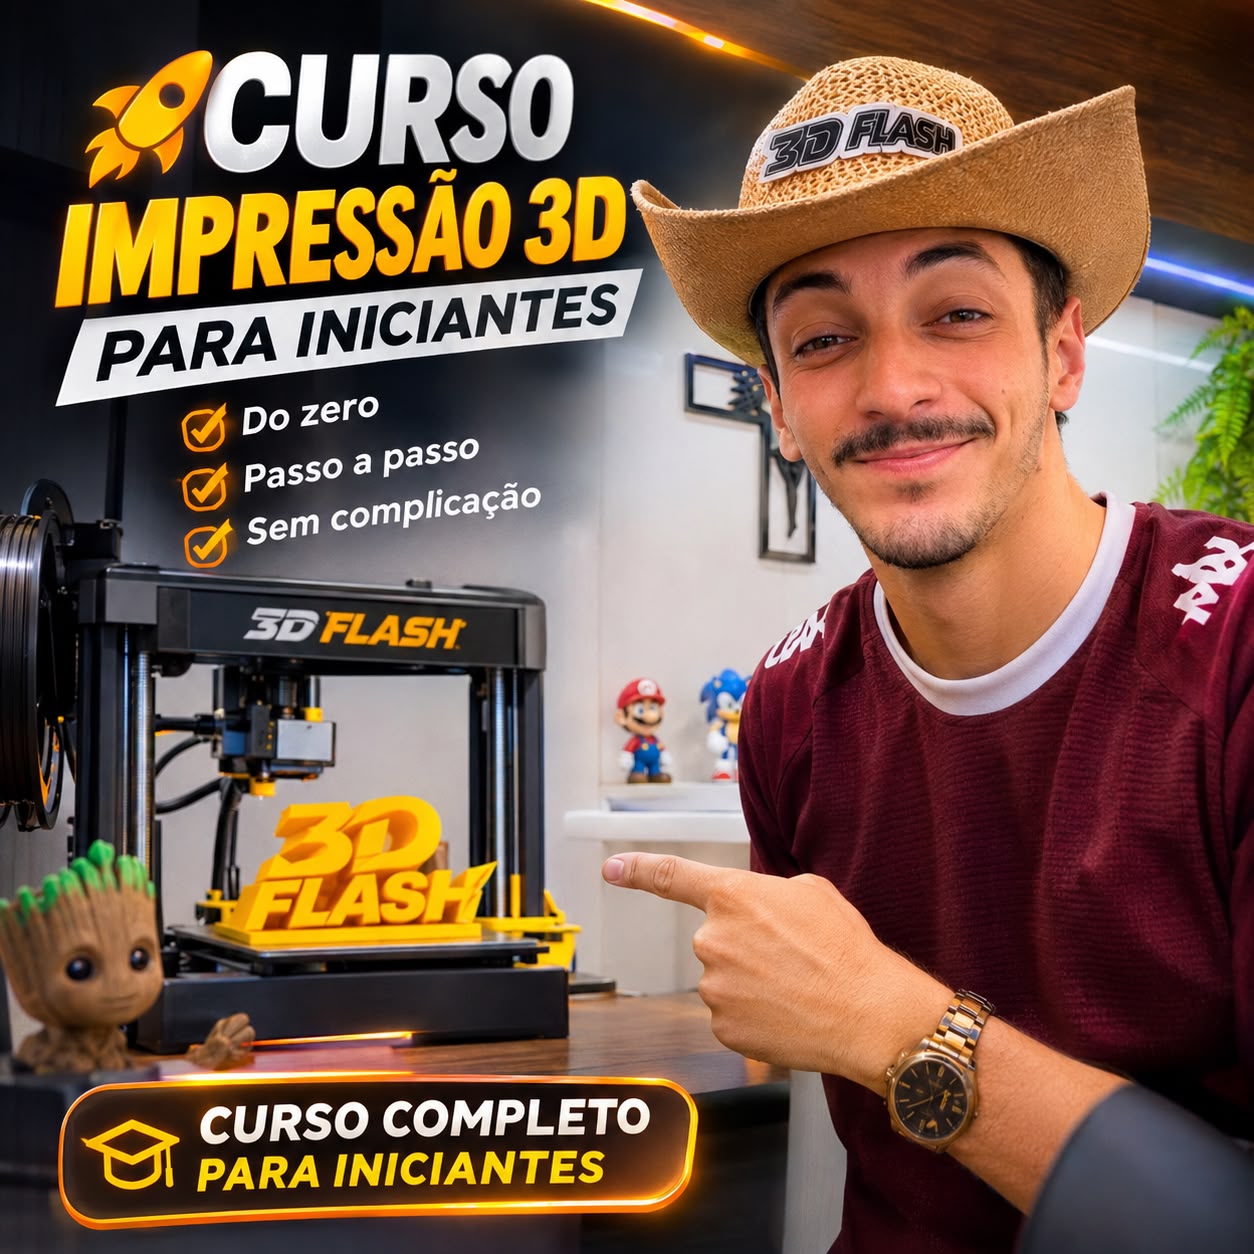 CURSO
IMPRESSÃO 3D
PARA INICIANTES
Do zero
Passo a passo
Sem complicação
3D FLASH
3D FLASH
3D
FLASH
CURSO COMPLETO
PARA INICIANTES